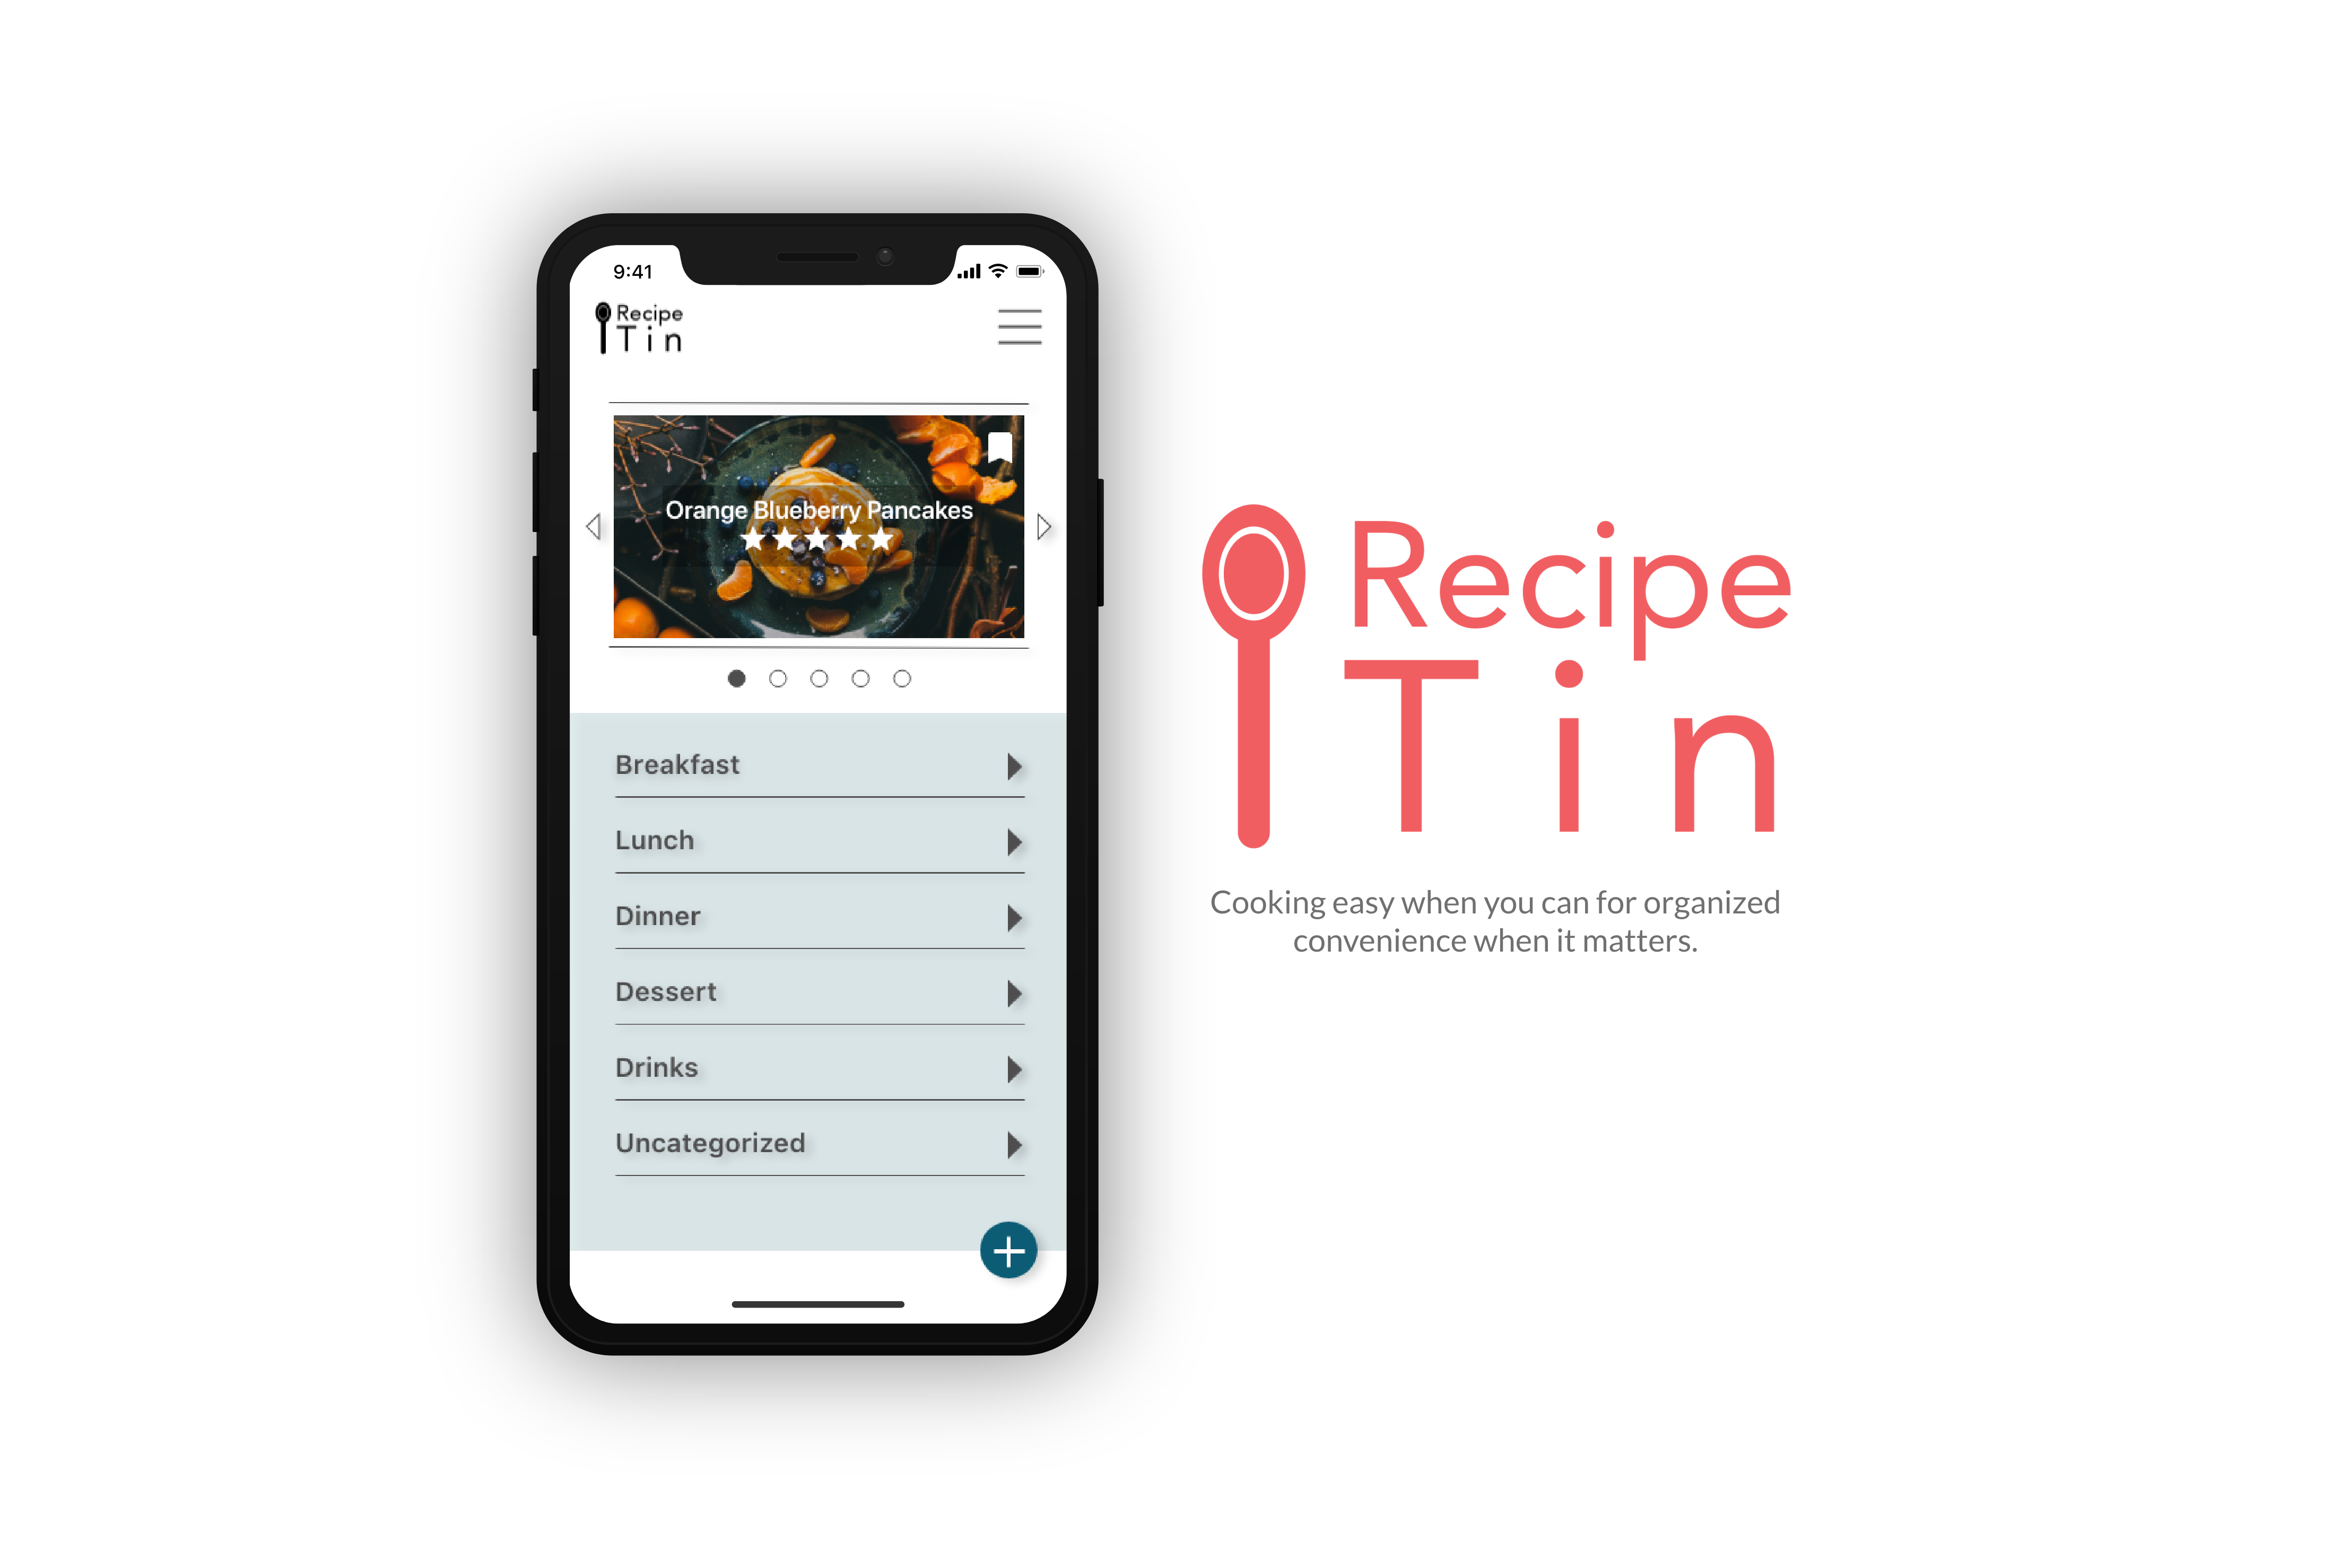 9:41
Recipe
Tin
Orange Blueberry Pancakes
Breakfast
Lunch
Dinner
Dessert
Drinks
Uncategorized
Recipe
Tin
Cooking easy when you can for organized
convenience when it matters.